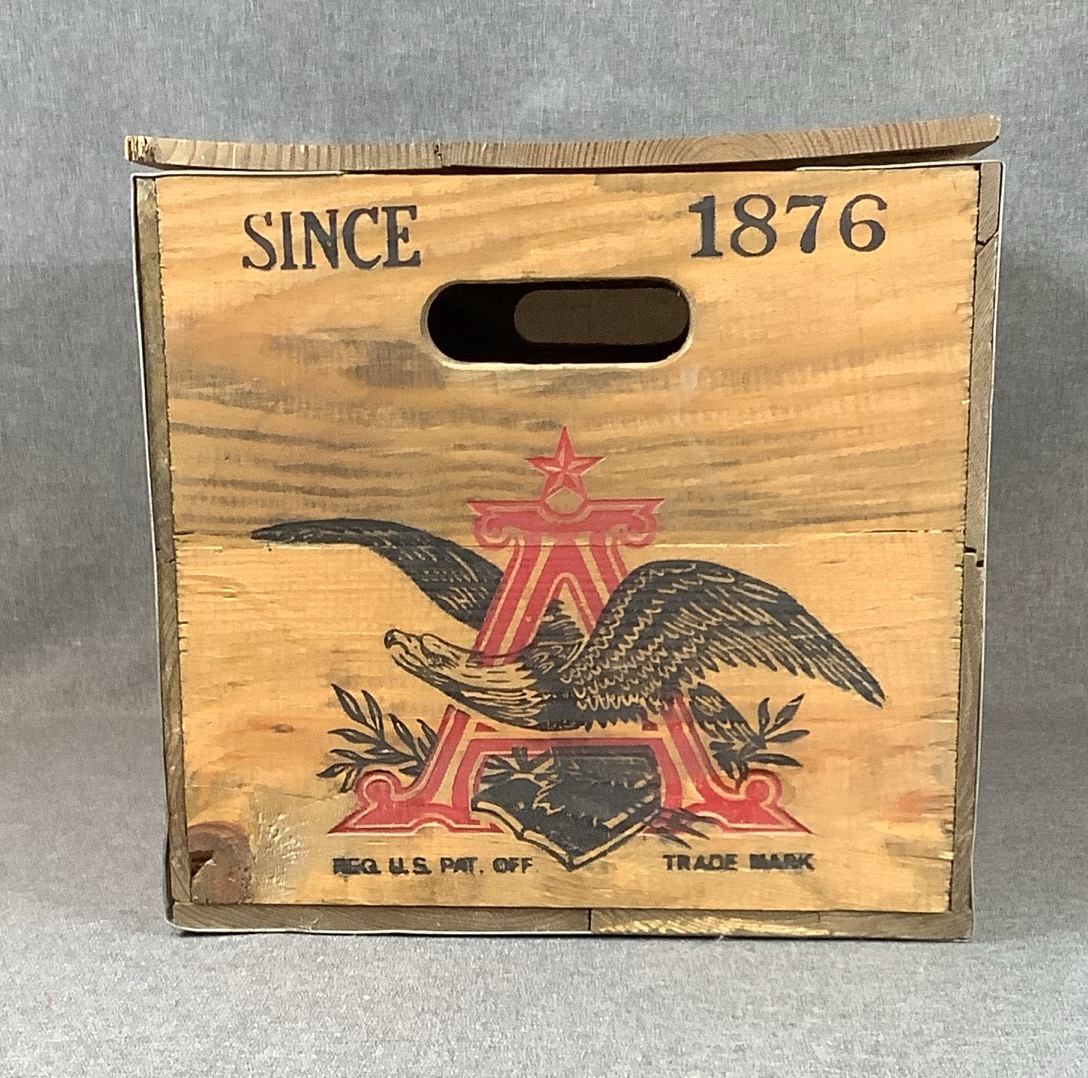 SINCE 1876
A
REG. U.S. PAT. OFF. TRADE MARK